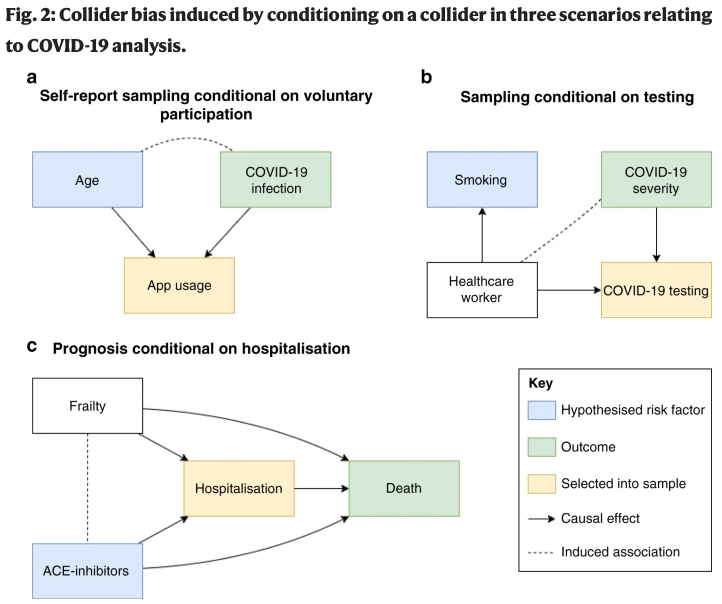 Fig. 2: Collider bias induced by conditioning on a collider in three scenarios relating
to COVID-19 analysis.
a
Self-report sampling conditional on voluntary
participation
Age
COVID-19
infection
App usage
b
Sampling conditional on testing
Smoking
COVID-19
severity
Healthcare
worker
COVID-19 testing
c
Prognosis conditional on hospitalisation
Frailty
Hospitalisation
Death
ACE-inhibitors
Key
Hypothesised risk factor
Outcome
Selected into sample
Causal effect
Induced association